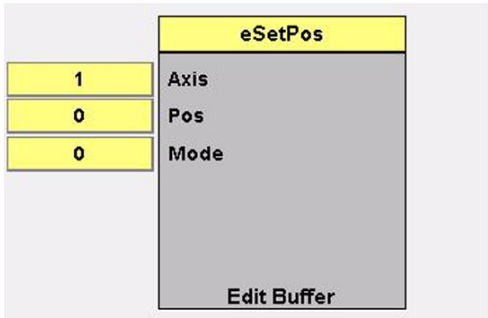 eSetPos
1 Axis
0 Pos
0 Mode
Edit Buffer